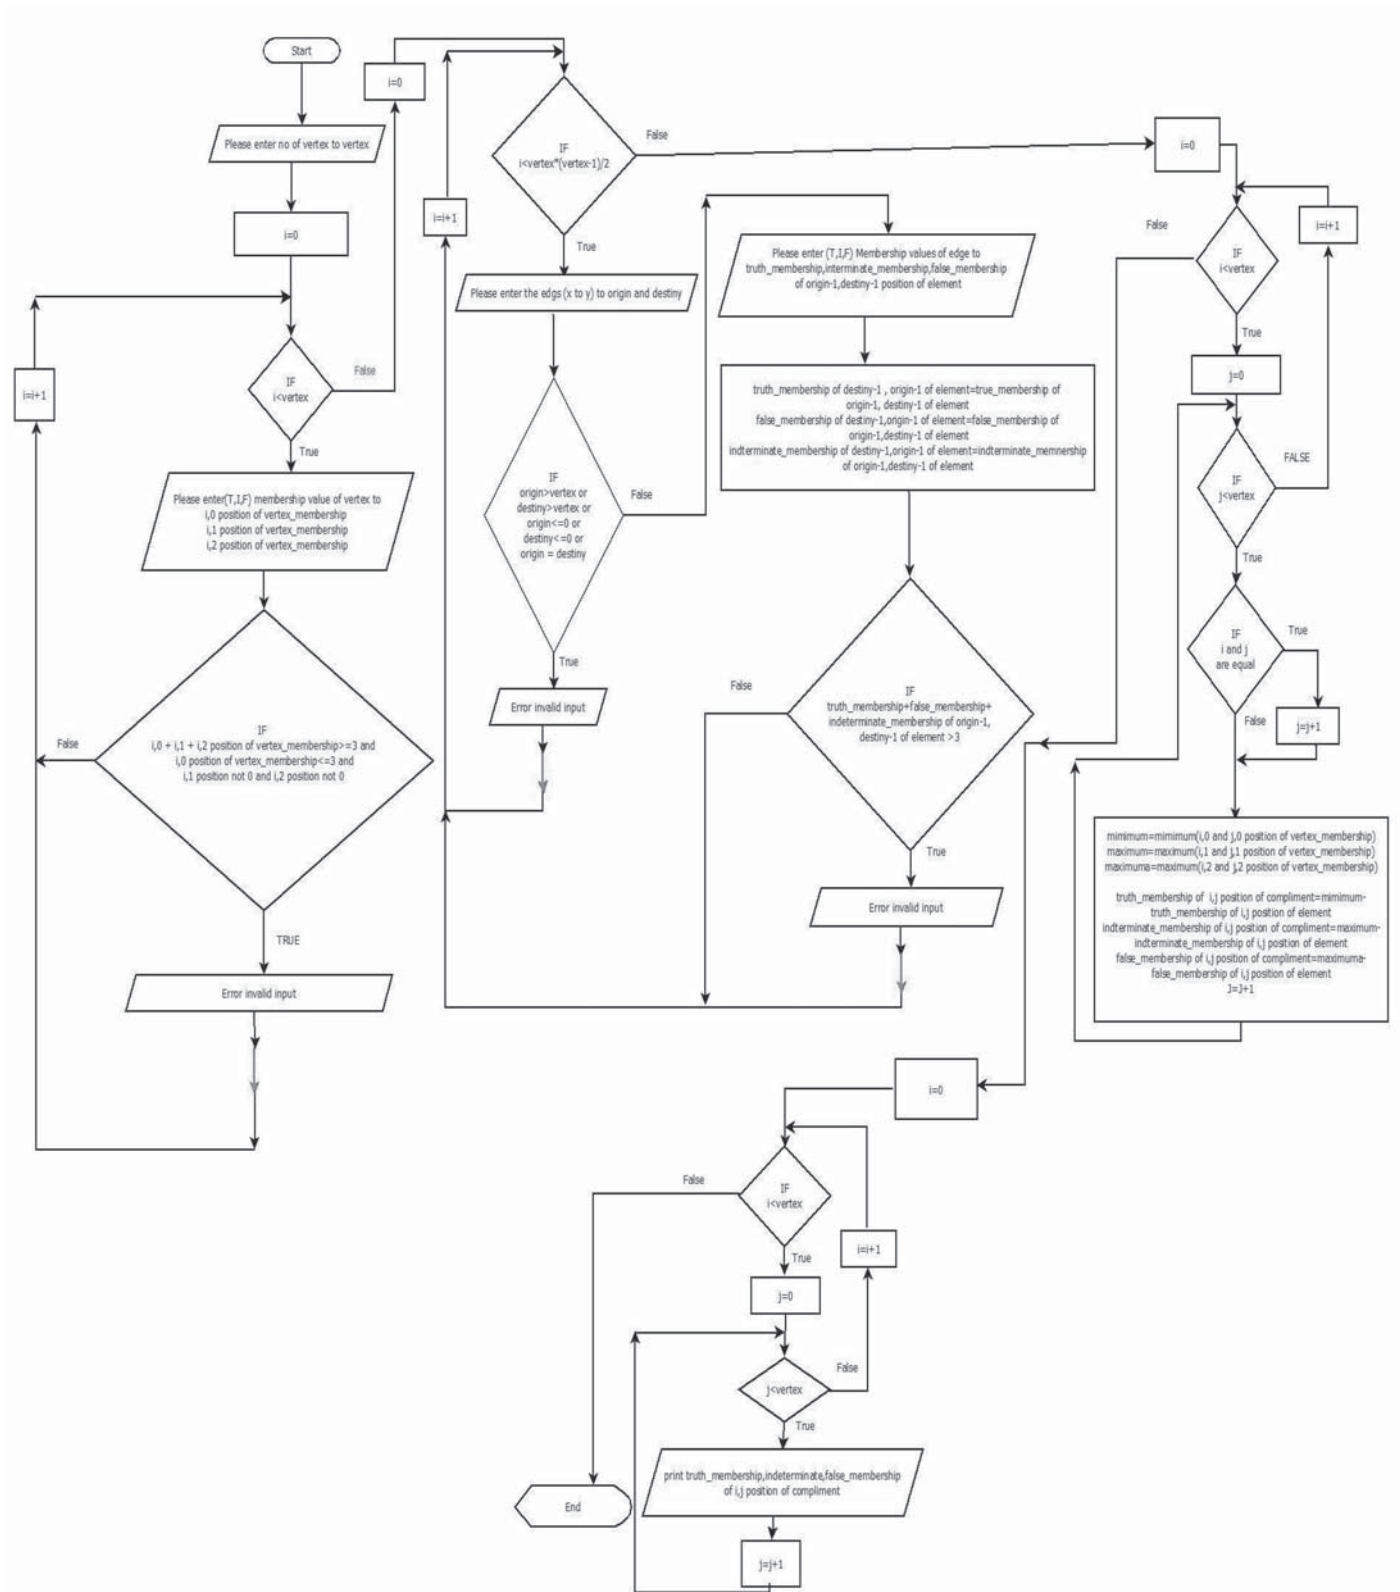 Start
Please enter no of vertex to vertex
i=0
i=i+1
IF
i<vertex
False
True
Please enter(T,I,F) membership value of vertex to
i,0 position of vertex_membership
i,1 position of vertex_membership
i,2 position of vertex_membership
IF
i,0 + i,1 + i,2 position of vertex_membership>=3 and
i,0 position of vertex_membership<=3 and
i,1 position not 0 and i,2 position not 0
False
TRUE
Error invalid input
i=0
i=i+1
IF
i<vertex*(vertex-1)/2
False
True
Please enter the edgs (x to y) to origin and destiny
IF
origin>vertex or
destiny>vertex or
origin<=0 or
destiny<=0 or
origin = destiny
False
True
Error invalid input
Please enter (T,I,F) Membership values of edge to
truth_membership,interminate_membership,false_membership
of origin-1,destiny-1 position of element
truth_membership of destiny-1 , origin-1 of element=true_membership of
origin-1, destiny-1 of element
false_membership of destiny-1,origin-1 of element=false_membership of
origin-1,destiny-1 of element
indterminate_membership of destiny-1,origin-1 of element=indterminate_memnership
of origin-1,destiny-1 of element
IF
truth_membership+false_membership+
indeterminate_membership of origin-1,
destiny-1 of element >3
False
True
Error invalid input
i=0
i=i+1
IF
i<vertex
False
True
j=0
IF
j<vertex
FALSE
True
IF
i and j
are equal
True
False
j=j+1
mimimum=mimimum(i,0 and j,0 position of vertex_membership)
maximum=maximum(i,1 and j,1 position of vertex_membership)
maximuma=maximum(i,2 and j,2 position of vertex_membership)
truth_membership of i,j position of compliment=mimimum-
truth_membership of i,j position of element
indterminate_membership of i,j position of compliment=maximum-
indterminate_membership of i,j position of element
false_membership of i,j position of compliment=maximuma-
false_membership of i,j position of element
J=J+1
i=0
IF
i<vertex
False
True
i=i+1
j=0
j<vertex
False
True
print truth_membership,indeterminate,false_membership
of i,j position of compliment
j=j+1
End